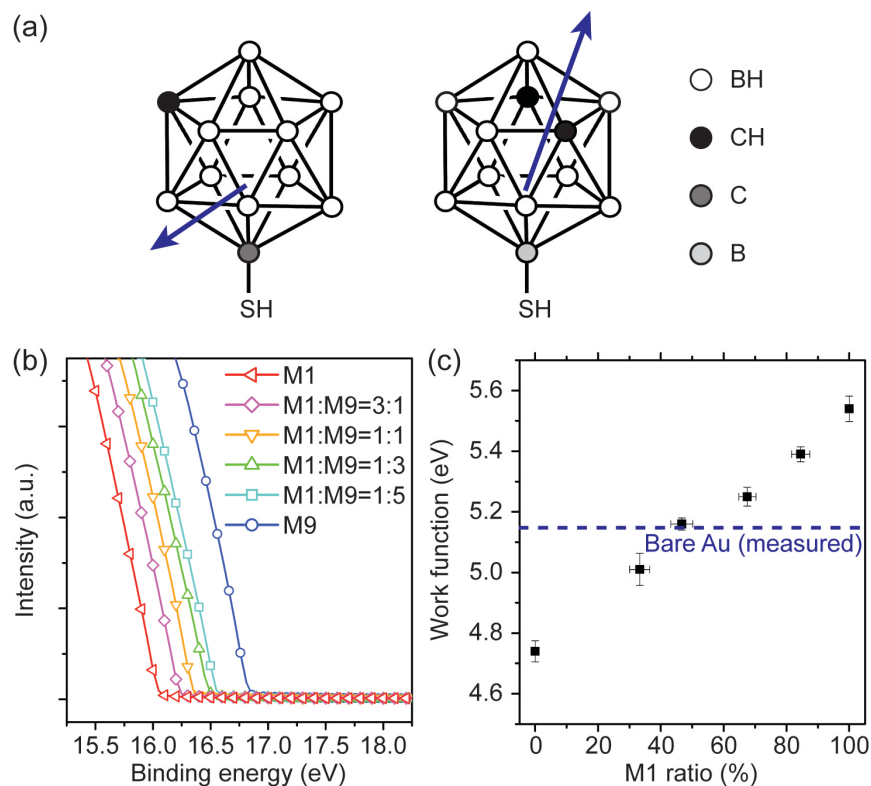 (a)
BH
CH
C
B
SH
SH
(b)
M1
M1:M9=3:1
M1:M9=1:1
M1:M9=1:3
M1:M9=1:5
M9
Intensity (a.u.)
15.5 16.0 16.5 17.0 17.5 18.0
Binding energy (eV)
(c)
5.6
5.4
5.2
5.0
4.8
4.6
Work function (eV)
Bare Au (measured)
0 20 40 60 80 100
M1 ratio (%)